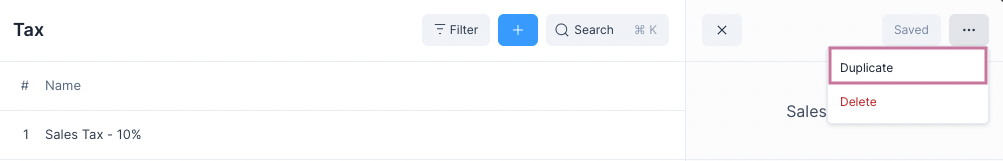 Tax
Filter
+
Search ⌘ K
Saved
...
Duplicate
Delete
# Name
1 Sales Tax - 10%
Sales